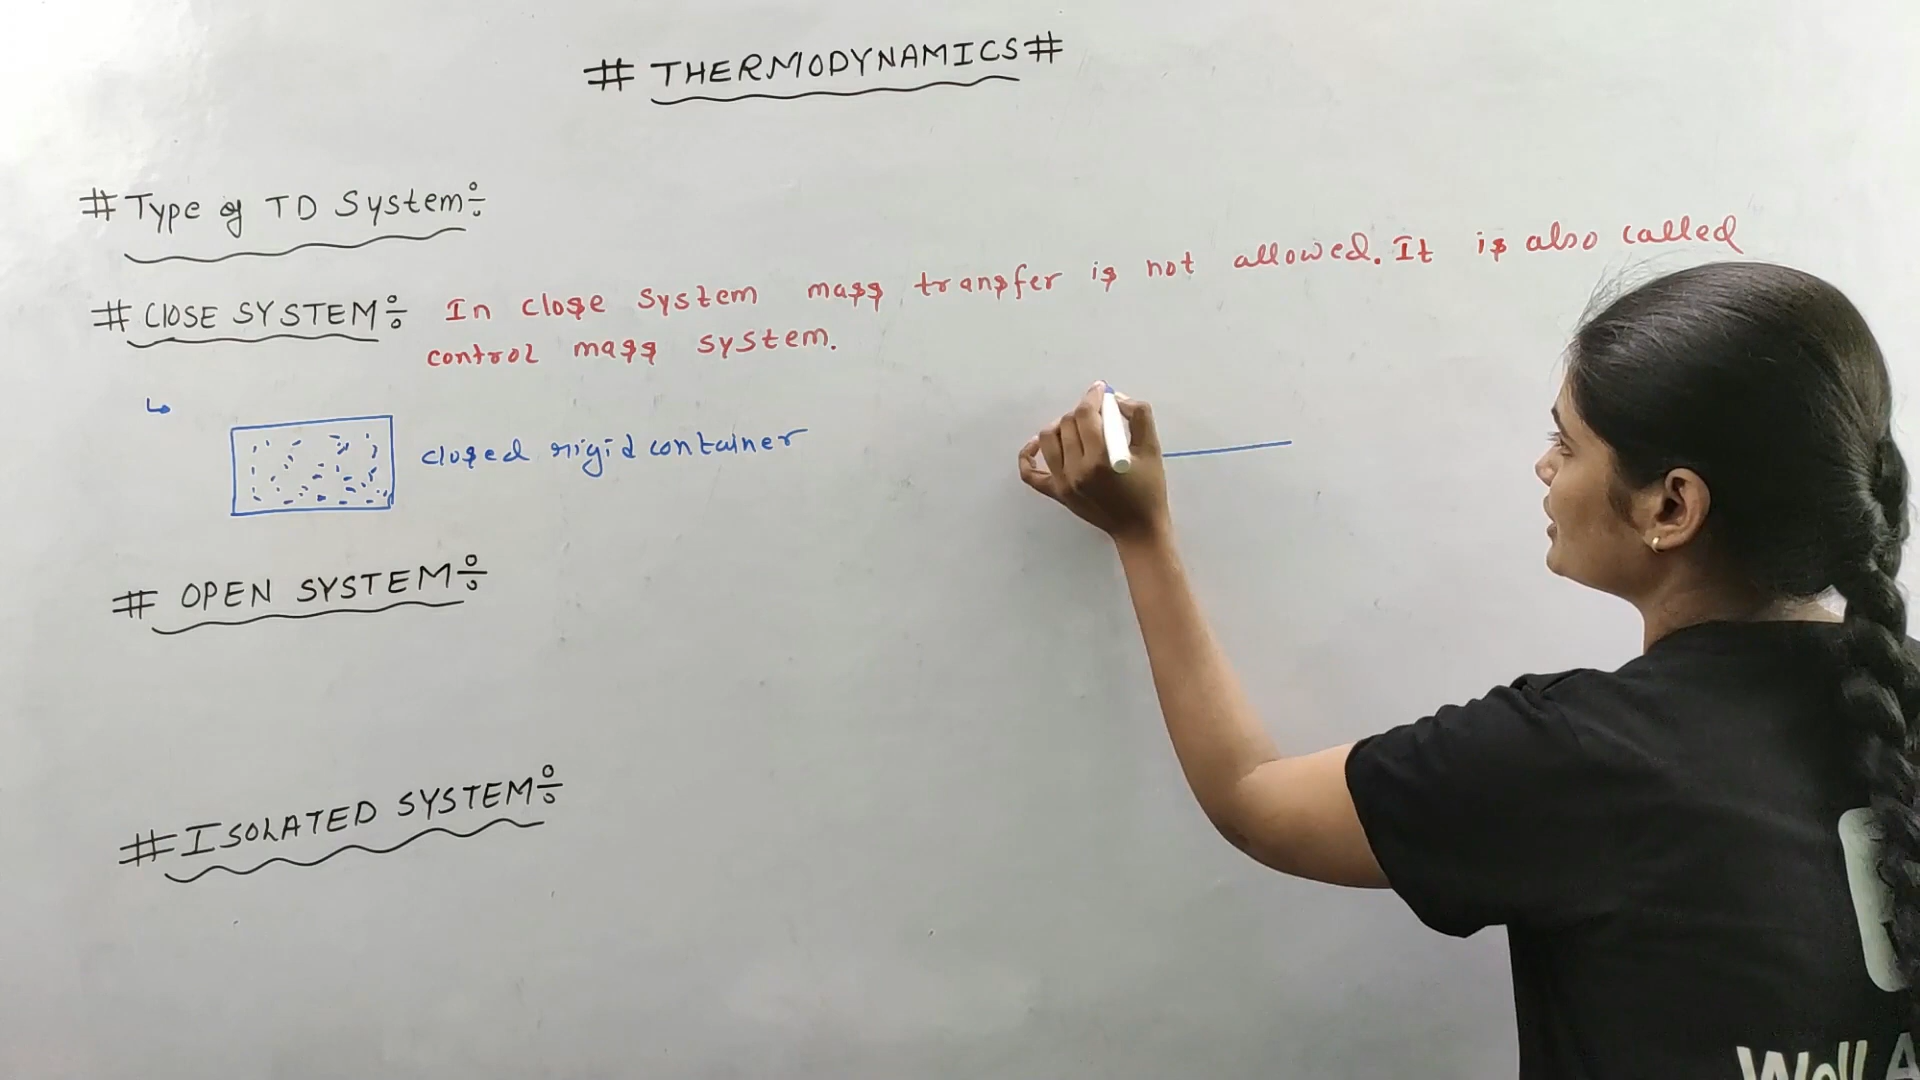 # THERMODYNAMICS #
# Type of TD System÷
# ClOSE SYSTEM÷ In close system mass transfer is not allowed. It is also called
control mass system.
closed rigid container
# OPEN SYSTEM÷
# ISOLATED SYSTEM÷
Well A